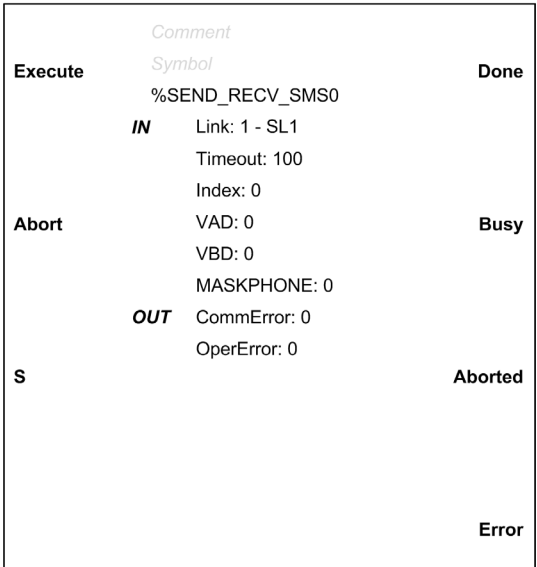 Comment
Execute Symbol Done
%SEND_RECV_SMS0
IN Link: 1 - SL1
Timeout: 100
Index: 0
Abort VAD: 0 Busy
VBD: 0
MASKPHONE: 0
OUT CommError: 0
OperError: 0
S Aborted
Error